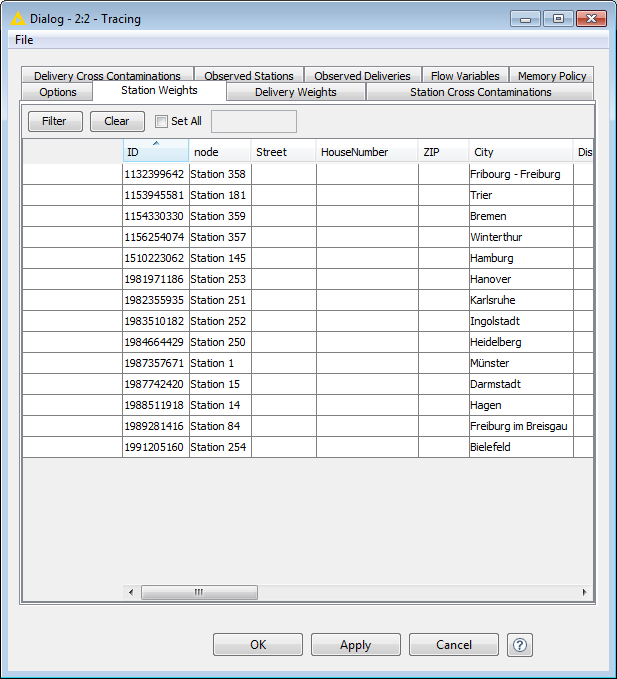 Dialog - 2:2 - Tracing
File
Delivery Cross Contaminations Observed Stations Observed Deliveries Flow Variables Memory Policy
Options Station Weights Delivery Weights Station Cross Contaminations
Filter Clear Set All
ID node Street HouseNumber ZIP City Dis
1132399642 Station 358 Fribourg - Freiburg
1153945581 Station 181 Trier
1154330330 Station 359 Bremen
1156254074 Station 357 Winterthur
1510223062 Station 145 Hamburg
1981971186 Station 253 Hanover
1982355935 Station 251 Karlsruhe
1983510182 Station 252 Ingolstadt
1984664429 Station 250 Heidelberg
1987357671 Station 1 Münster
1987742420 Station 15 Darmstadt
1988511918 Station 14 Hagen
1989281416 Station 84 Freiburg im Breisgau
1991205160 Station 254 Bielefeld
OK Apply Cancel ?